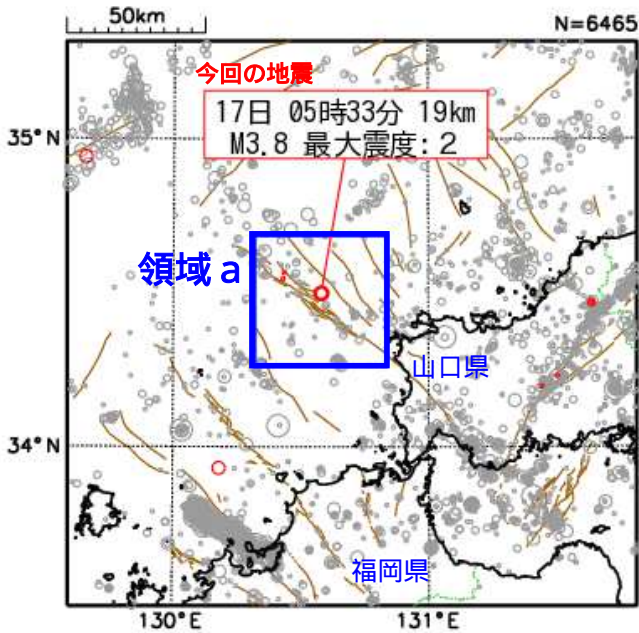 50km
N=6465
今回の地震
17日 05時33分 19km
M3.8 最大震度:2
35°N
領域a
山口県
34°N
福岡県
130°E
131°E